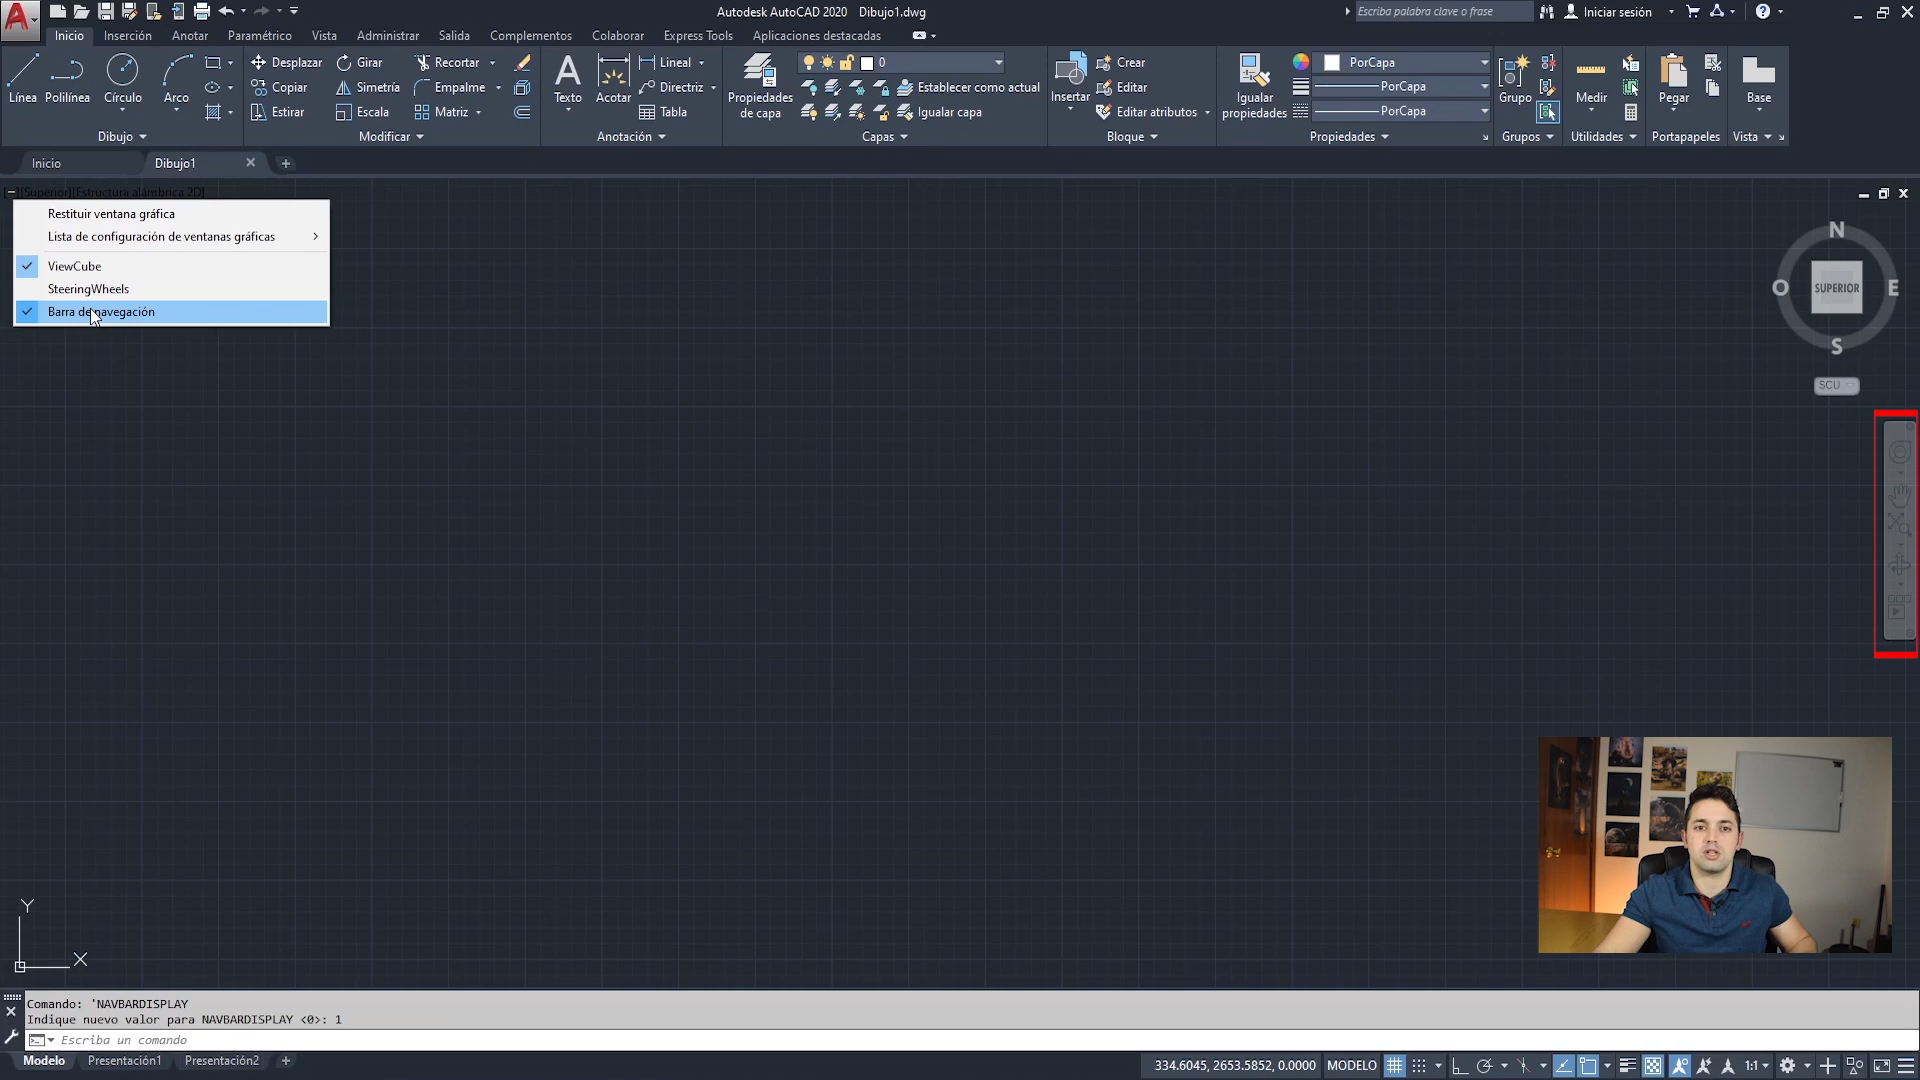 Autodesk AutoCAD 2020 Dibujo1.dwg
Escriba palabra clave o frase
Iniciar sesión
Inicio Inserción Anotar Paramétrico Vista Administrar Salida Complementos Colaborar Express Tools Aplicaciones destacadas
Línea Polilínea Círculo Arco
Dibujo
Desplazar Girar Recortar
Copiar Simetría Empalme
Estirar Escala Matriz
Modificar
Texto Acotar
Lineal
Directriz
Tabla
Anotación
Propiedades de capa
0
Establecer como actual
Igualar capa
Capas
Insertar
Crear
Editar
Editar atributos
Bloque
Igualar propiedades
PorCapa
PorCapa
PorCapa
Propiedades
Grupo
Grupos
Medir
Utilidades
Pegar
Portapapeles
Base
Vista
Inicio Dibujo1
[−][Superior][Estructura alámbrica 2D]
Restituir ventana gráfica
Lista de configuración de ventanas gráficas
ViewCube
SteeringWheels
Barra de navegación
N
O SUPERIOR E
S
SCU
Y
X
Comando: 'NAVBARDISPLAY
Indique nuevo valor para NAVBARDISPLAY <0>: 1
Escriba un comando
Modelo Presentación1 Presentación2
334.6045, 2653.5852, 0.0000 MODELO 1:1